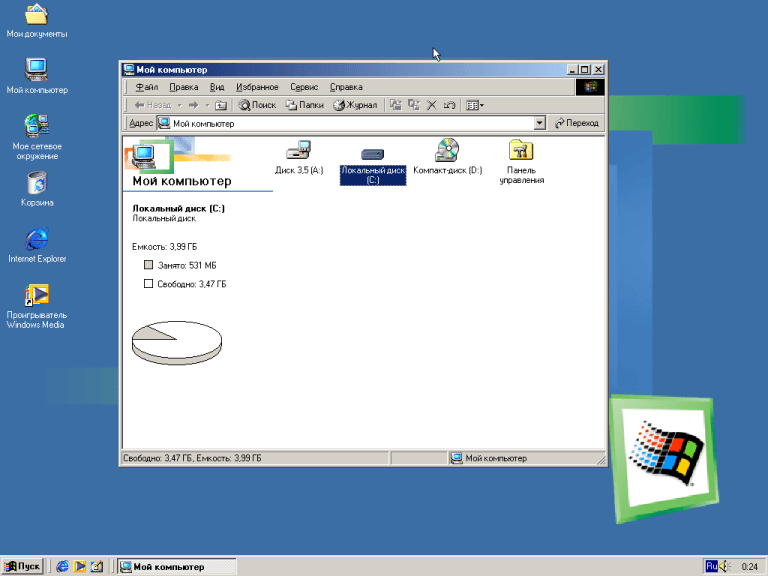 Мои документы
Мой компьютер
Мое сетевое
окружение
Корзина
Internet Explorer
Проигрыватель
Windows Media
Мой компьютер
Файл Правка Вид Избранное Сервис Справка
Назад Поиск Папки Журнал
Адрес Мой компьютер Переход
Мой компьютер
Локальный диск (C:)
Локальный диск
Емкость: 3,99 ГБ
Занято: 531 МБ
Свободно: 3,47 ГБ
Диск 3,5 (A:)
Локальный диск
(C:)
Компакт-диск (D:)
Панель
управления
Свободно: 3,47 ГБ, Емкость: 3,99 ГБ
Мой компьютер
Пуск
Мой компьютер
Ru
0:24